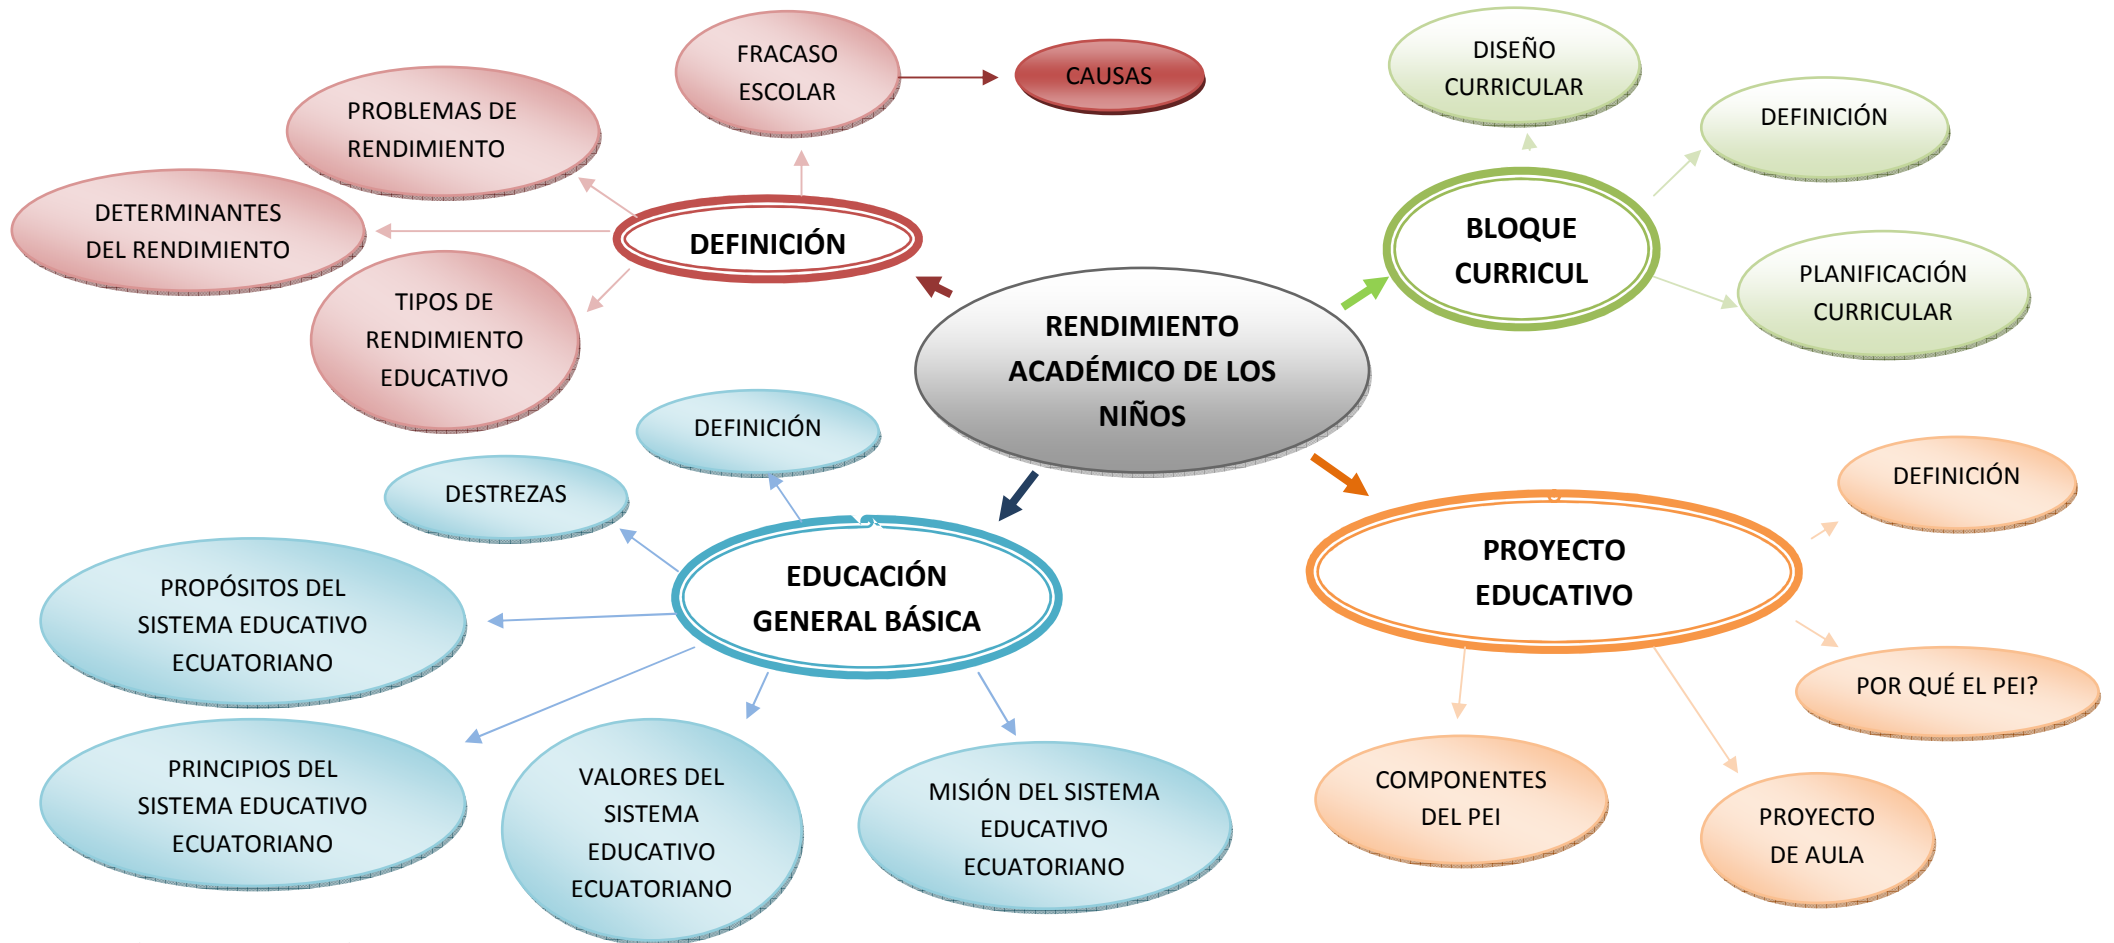 FRACASO
ESCOLAR
CAUSAS
PROBLEMAS DE
RENDIMIENTO
DETERMINANTES
DEL RENDIMIENTO
TIPOS DE
RENDIMIENTO
EDUCATIVO
DEFINICIÓN
DISEÑO
CURRICULAR
DEFINICIÓN
BLOQUE
CURRICUL
PLANIFICACIÓN
CURRICULAR
RENDIMIENTO
ACADÉMICO DE LOS
NIÑOS
DEFINICIÓN
DESTREZAS
PROPÓSITOS DEL
SISTEMA EDUCATIVO
ECUATORIANO
EDUCACIÓN
GENERAL BÁSICA
PRINCIPIOS DEL
SISTEMA EDUCATIVO
ECUATORIANO
VALORES DEL
SISTEMA
EDUCATIVO
ECUATORIANO
MISIÓN DEL SISTEMA
EDUCATIVO
ECUATORIANO
DEFINICIÓN
PROYECTO
EDUCATIVO
POR QUÉ EL PEI?
COMPONENTES
DEL PEI
PROYECTO
DE AULA